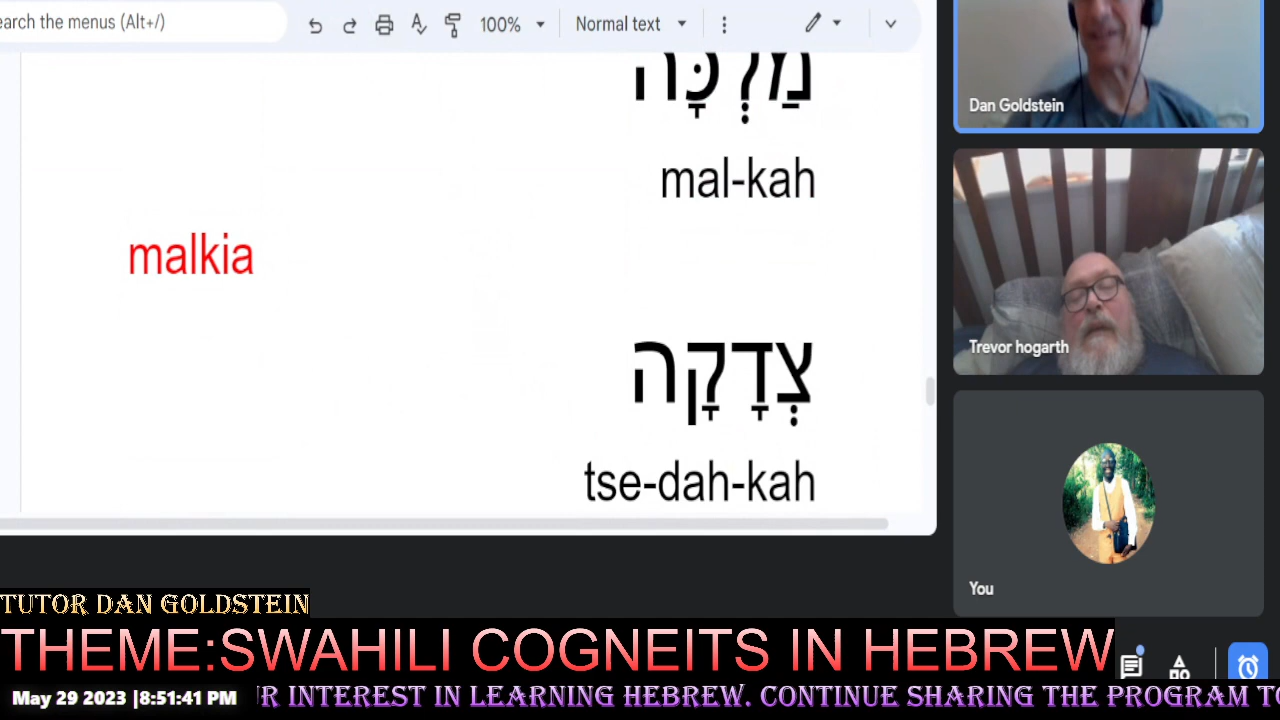 earch the menus (Alt+/)
100%
Normal text
מַלְכָּה
mal-kah
malkia
צְדָקָה
tse-dah-kah
Dan Goldstein
Trevor hogarth
You
TUTOR DAN GOLDSTEIN
THEME:SWAHILI COGNEITS IN HEBREW
May 29 2023 |8:51:41 PM
R INTEREST IN LEARNING HEBREW. CONTINUE SHARING THE PROGRAM TO